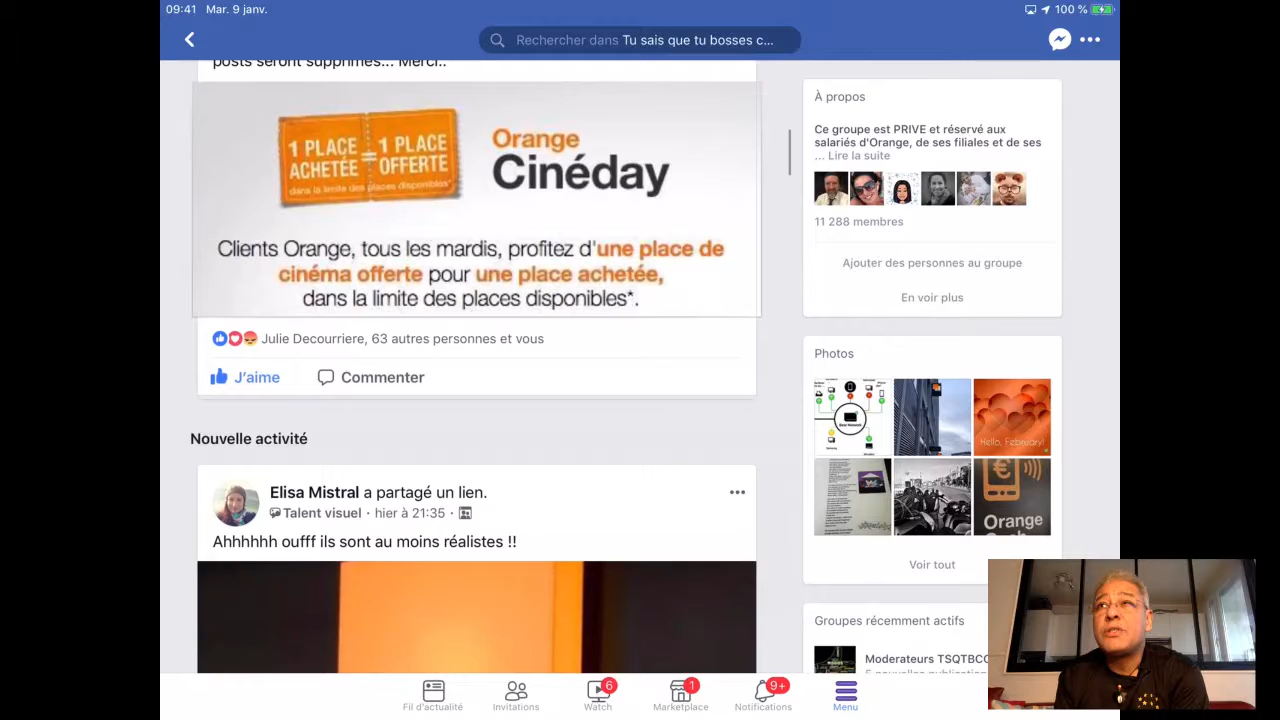 09:41 Mar. 9 janv.
100 %
Rechercher dans Tu sais que tu bosses c...
posts seront supprimés... Merci..
1 PLACE ACHETÉE = 1 PLACE OFFERTE
dans la limite des places disponibles*
Orange
Cinéday
Clients Orange, tous les mardis, profitez d'une place de
cinéma offerte pour une place achetée,
dans la limite des places disponibles*.
Julie Decourriere, 63 autres personnes et vous
J'aime Commenter
Nouvelle activité
Elisa Mistral a partagé un lien.
Talent visuel · hier à 21:35 ·
Ahhhhhh oufff ils sont au moins réalistes !!
À propos
Ce groupe est PRIVE et réservé aux
salariés d'Orange, de ses filiales et de ses
... Lire la suite
11 288 membres
Ajouter des personnes au groupe
En voir plus
Photos
Hello, February!
Orange
Voir tout
Groupes récemment actifs
Moderateurs TSQTBCO
5 nouvelles publication
6
1
9+
Fil d'actualité
Invitations
Watch
Marketplace
Notifications
Menu